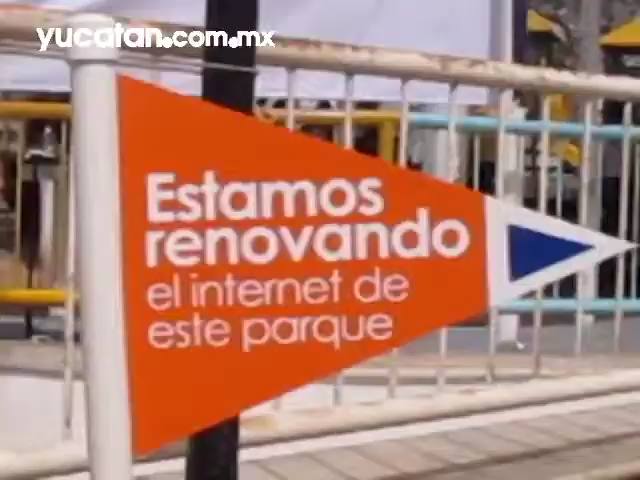 yucatan.com.mx
Estamos
renovando
el internet de
este parque